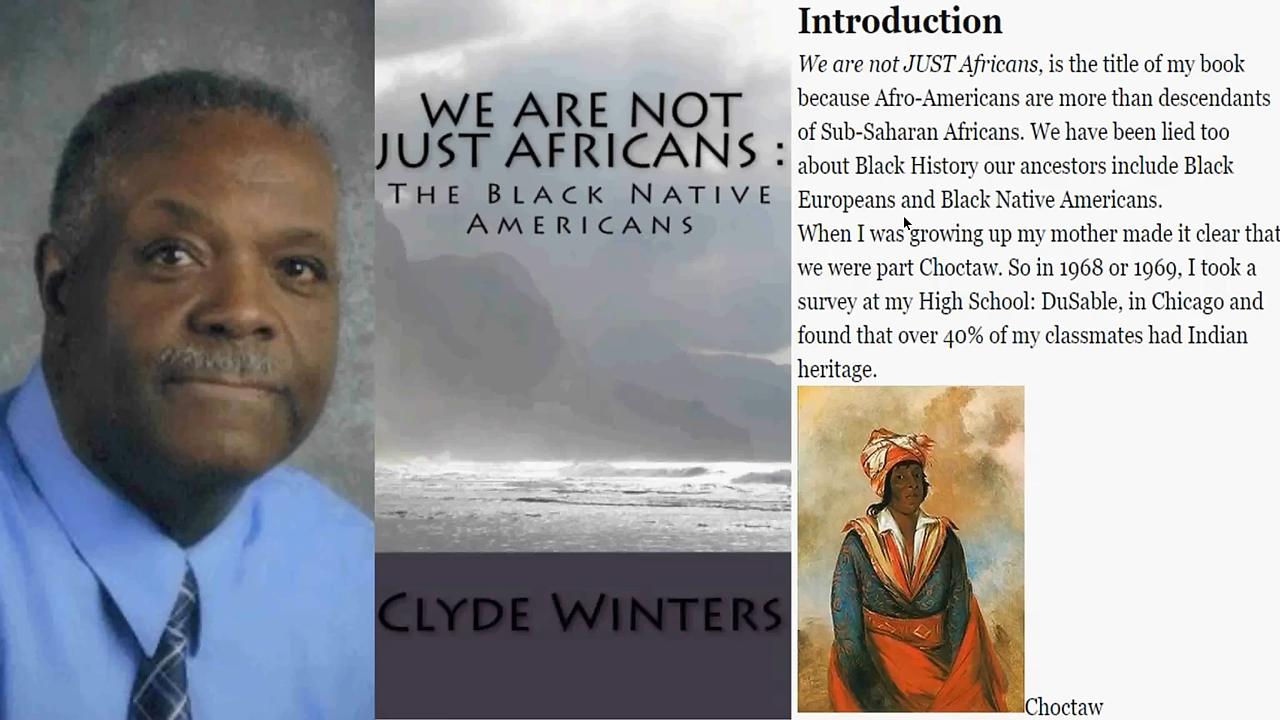 WE ARE NOT
JUST AFRICANS :
THE BLACK NATIVE
AMERICANS
CLYDE WINTERS
Introduction
We are not JUST Africans, is the title of my book
because Afro-Americans are more than descendants
of Sub-Saharan Africans. We have been lied too
about Black History our ancestors include Black
Europeans and Black Native Americans.
When I was growing up my mother made it clear that
we were part Choctaw. So in 1968 or 1969, I took a
survey at my High School: DuSable, in Chicago and
found that over 40% of my classmates had Indian
heritage.
Choctaw